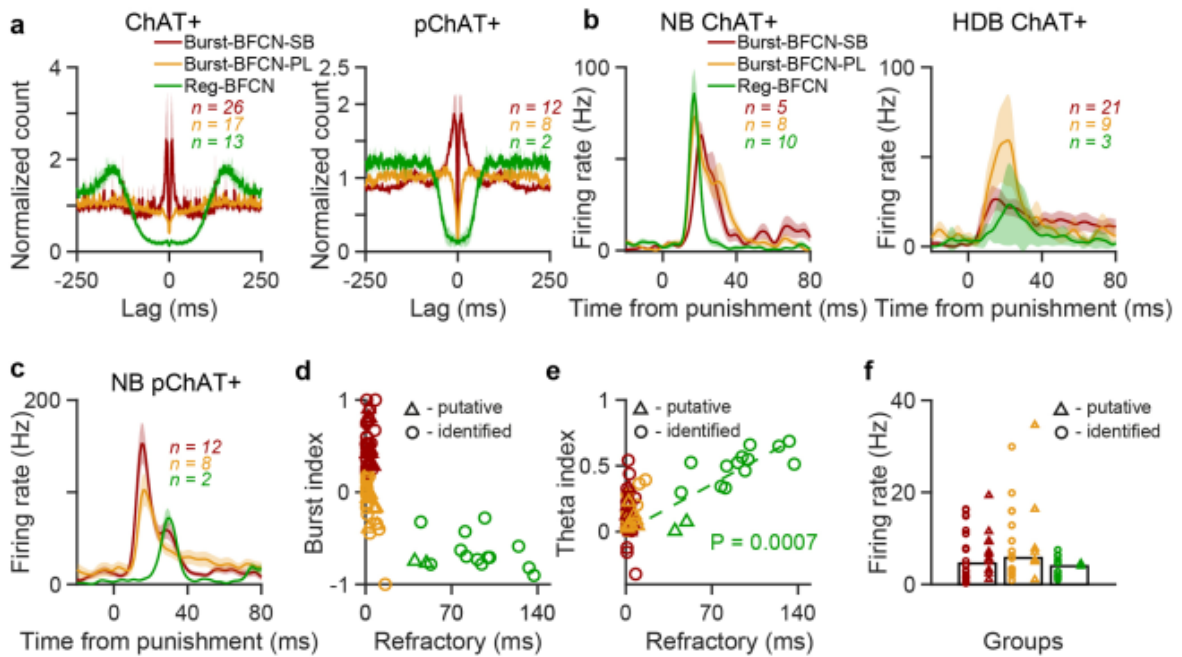 a
ChAT+
Burst-BFCN-SB
Burst-BFCN-PL
Reg-BFCN
n = 26
n = 17
n = 13
Normalized count
4
2
0
-250
0
250
Lag (ms)
pChAT+
n = 12
n = 8
n = 2
Normalized count
2.5
2
1
0
-250
0
250
Lag (ms)
b
NB ChAT+
Burst-BFCN-SB
Burst-BFCN-PL
Reg-BFCN
n = 5
n = 8
n = 10
Firing rate (Hz)
100
0
0
40
80
Time from punishment (ms)
HDB ChAT+
n = 21
n = 9
n = 3
Firing rate (Hz)
100
0
0
40
80
Time from punishment (ms)
c
NB pChAT+
n = 12
n = 8
n = 2
Firing rate (Hz)
200
100
0
0
40
80
Time from punishment (ms)
d
- putative
- identified
Burst index
1
0
-1
0
70
140
Refractory (ms)
e
- putative
- identified
Theta index
1
0.5
0
P = 0.0007
0
70
140
Refractory (ms)
f
- putative
- identified
Firing rate (Hz)
40
20
0
Groups